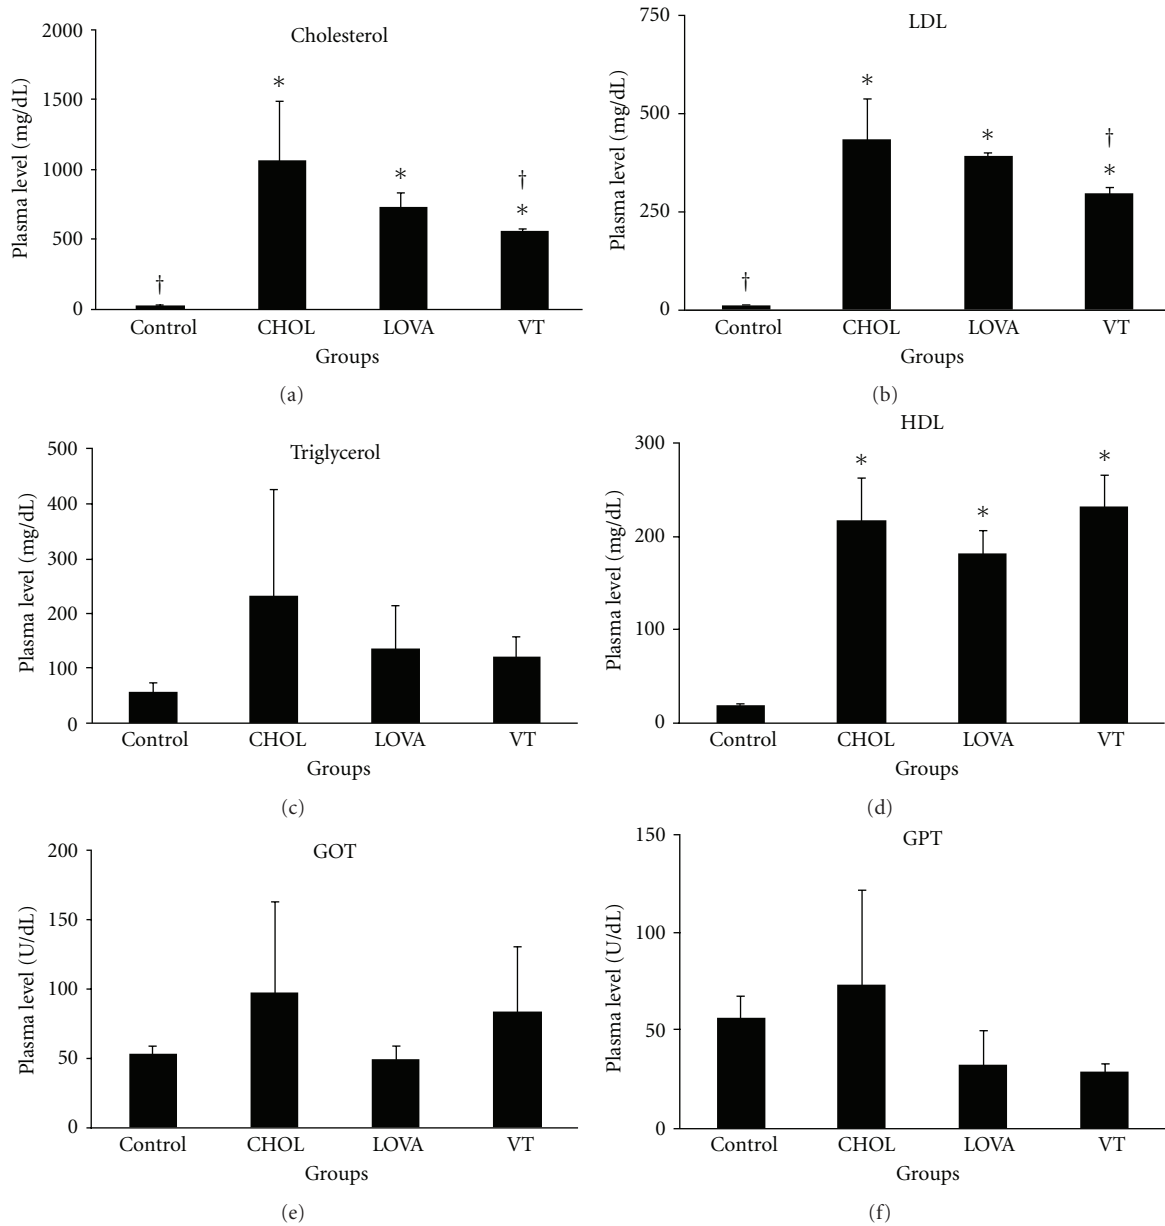 Cholesterol
Plasma level (mg/dL)
2000
1500
1000
500
0
*
*
†
*
†
Control CHOL LOVA VT
Groups
(a)
LDL
Plasma level (mg/dL)
750
500
250
0
*
*
†
*
†
Control CHOL LOVA VT
Groups
(b)
Triglycerol
Plasma level (mg/dL)
500
400
300
200
100
0
Control CHOL LOVA VT
Groups
(c)
HDL
Plasma level (mg/dL)
300
200
100
0
*
*
*
Control CHOL LOVA VT
Groups
(d)
GOT
Plasma level (U/dL)
200
150
100
50
0
Control CHOL LOVA VT
Groups
(e)
GPT
Plasma level (U/dL)
150
100
50
0
Control CHOL LOVA VT
Groups
(f)